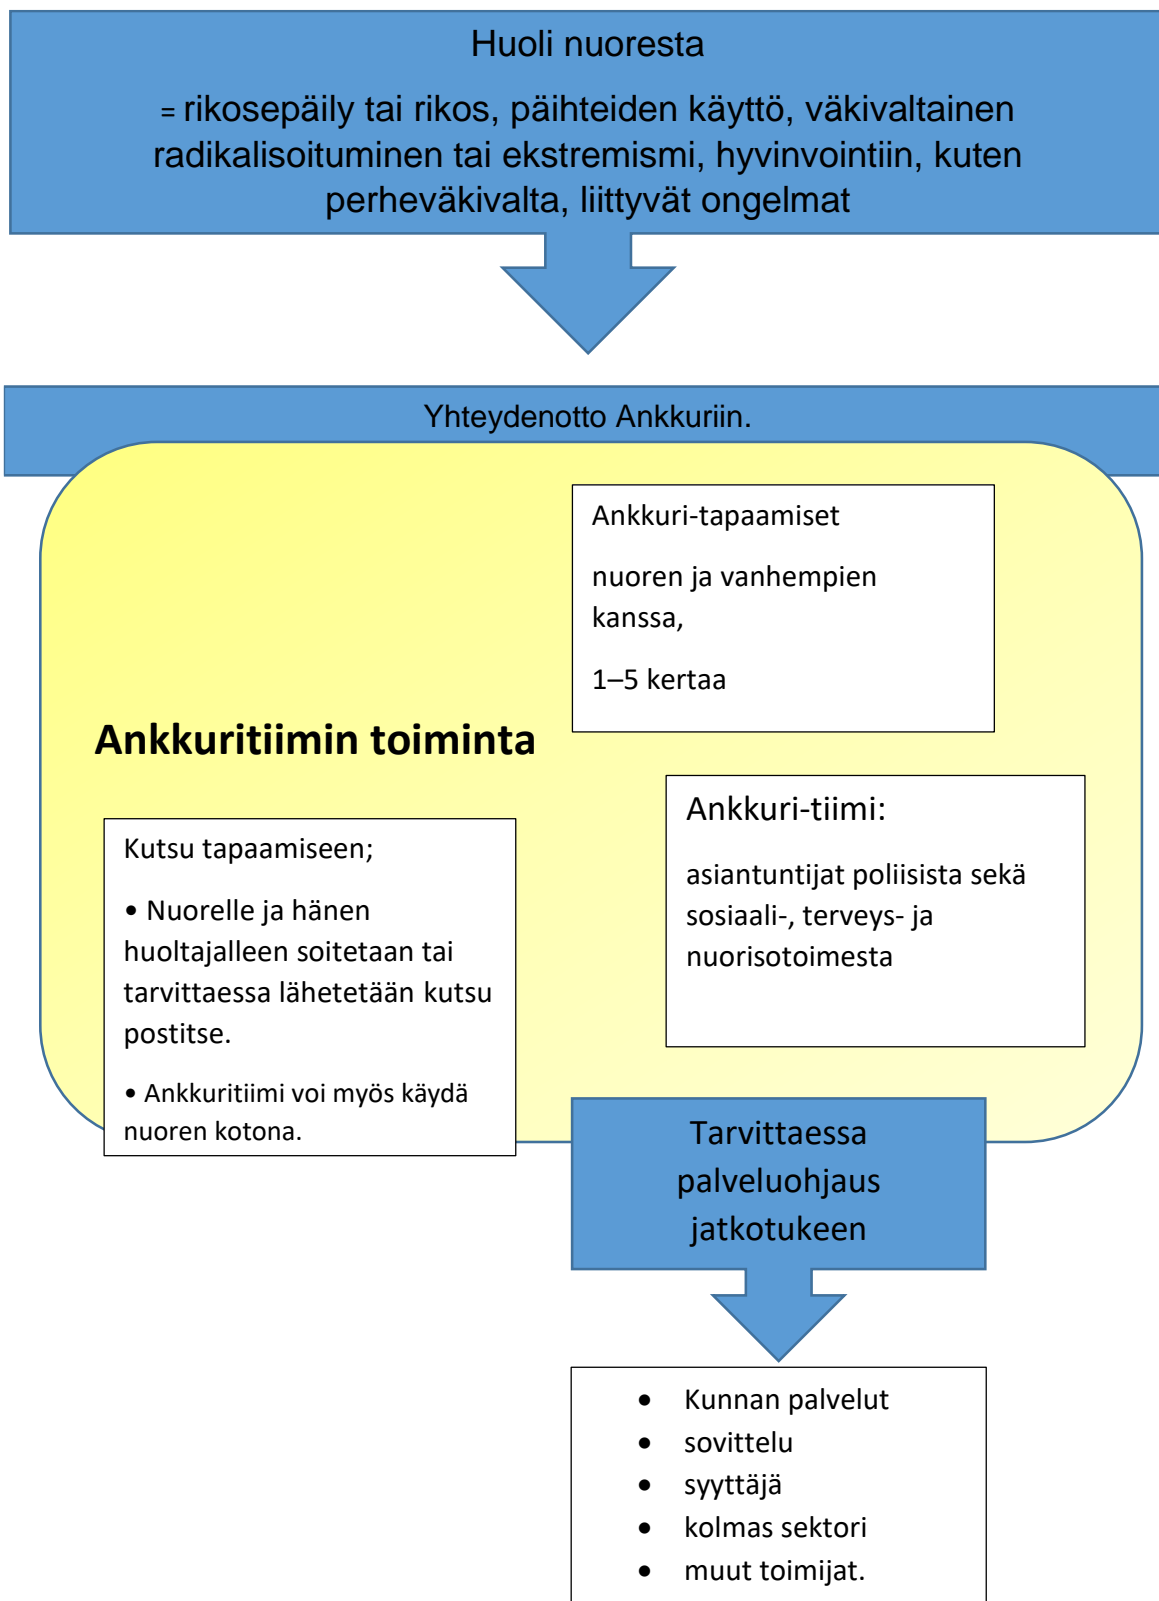 Huoli nuoresta
= rikosepäily tai rikos, päihteiden käyttö, väkivaltainen
radikalisoituminen tai ekstremismi, hyvinvointiin, kuten
perheväkivalta, liittyvät ongelmat
Yhteydenotto Ankkuriin.
Ankkuri-tapaamiset
nuoren ja vanhempien
kanssa,
1–5 kertaa
Ankkuritiimin toiminta
Ankkuri-tiimi:
asiantuntijat poliisista sekä
sosiaali-, terveys- ja
nuorisotoimesta
Kutsu tapaamiseen;
• Nuorelle ja hänen
huoltajalleen soitetaan tai
tarvittaessa lähetetään kutsu
postitse.
• Ankkuritiimi voi myös käydä
nuoren kotona.
Tarvittaessa
palveluohjaus
jatkotukeen
• Kunnan palvelut
• sovittelu
• syyttäjä
• kolmas sektori
• muut toimijat.